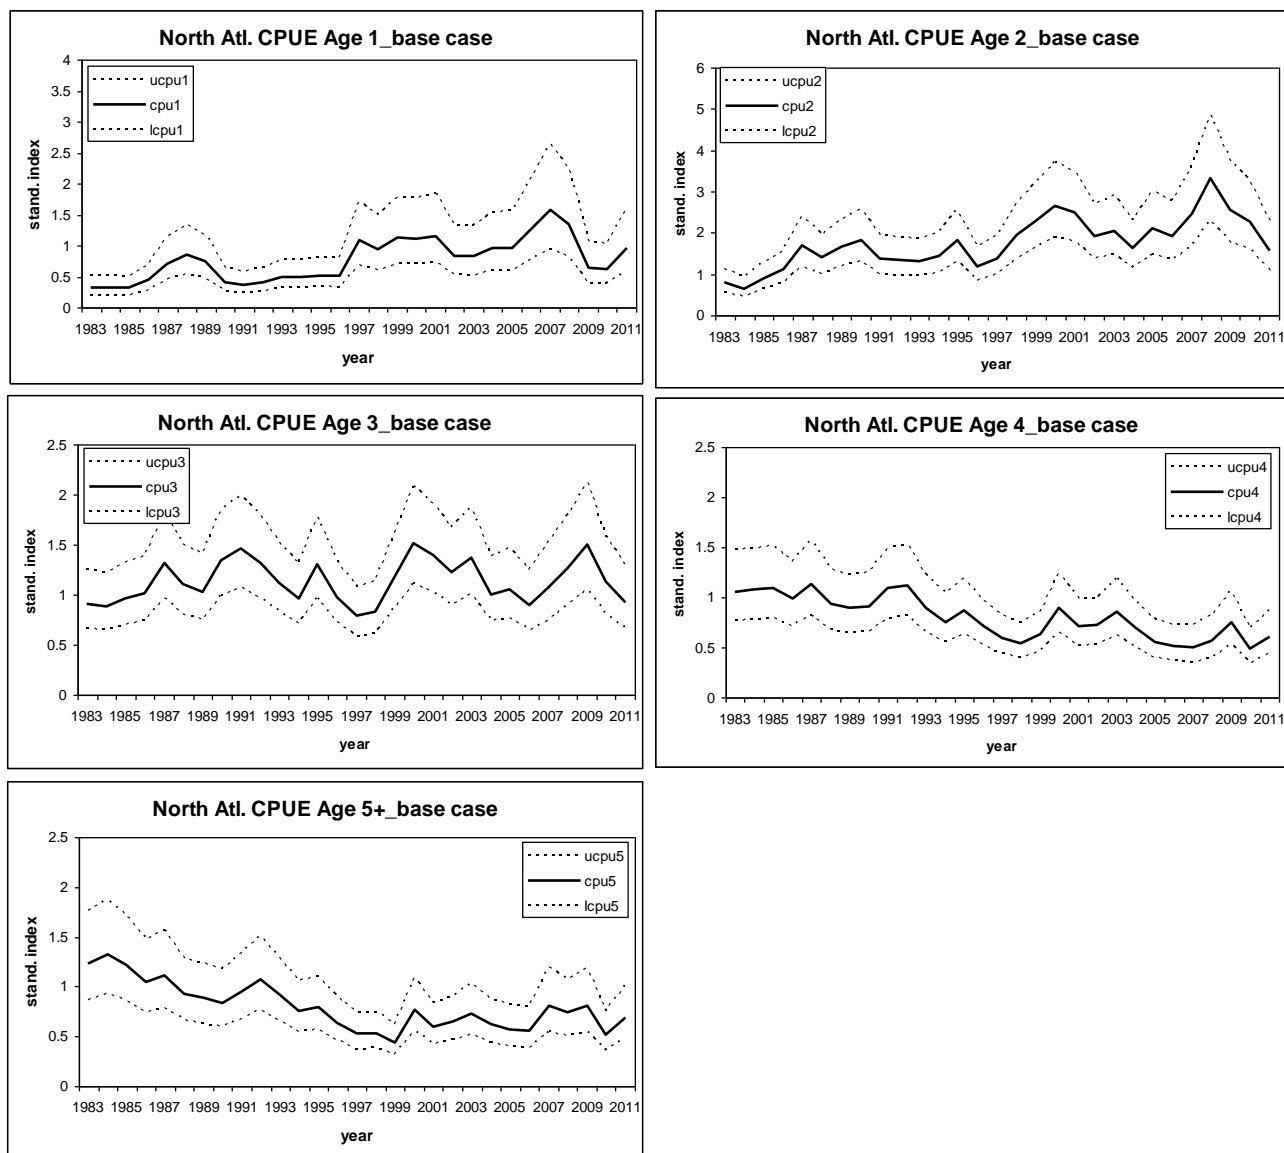 North Atl. CPUE Age 1_base case
4
3.5
3
2.5
2
1.5
1
0.5
0
stand. index
ucpu1
cpu1
lcpu1
1983 1985 1987 1989 1991 1993 1995 1997 1999 2001 2003 2005 2007 2009 2011
year
North Atl. CPUE Age 2_base case
6
5
4
3
2
1
0
stand. index
ucpu2
cpu2
lcpu2
1983 1985 1987 1989 1991 1993 1995 1997 1999 2001 2003 2005 2007 2009 2011
year
North Atl. CPUE Age 3_base case
2.5
2
1.5
1
0.5
0
stand. index
ucpu3
cpu3
lcpu3
1983 1985 1987 1989 1991 1993 1995 1997 1999 2001 2003 2005 2007 2009 2011
year
North Atl. CPUE Age 4_base case
2.5
2
1.5
1
0.5
0
stand. index
ucpu4
cpu4
lcpu4
1983 1985 1987 1989 1991 1993 1995 1997 1999 2001 2003 2005 2007 2009 2011
year
North Atl. CPUE Age 5+_base case
2.5
2
1.5
1
0.5
0
stand. index
ucpu5
cpu5
lcpu5
1983 1985 1987 1989 1991 1993 1995 1997 1999 2001 2003 2005 2007 2009 2011
year